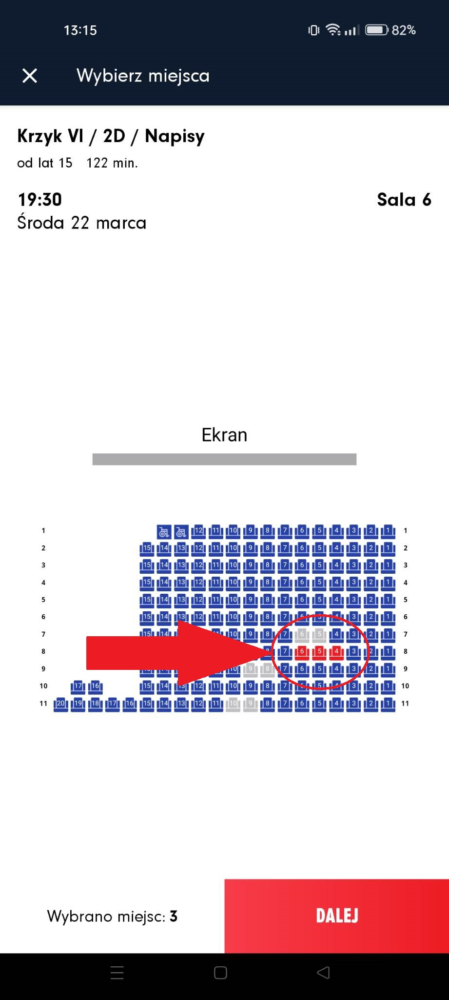 13:15 82%
Wybierz miejsca
Krzyk VI / 2D / Napisy
od lat 15 122 min.
19:30 Sala 6
Środa 22 marca
Ekran
1 12 11 10 9 8 7 6 5 4 3 2 1 1
2 15 14 13 12 11 10 9 8 7 6 5 4 3 2 1 2
3 15 14 13 12 11 10 9 8 7 6 5 4 3 2 1 3
4 15 14 13 12 11 10 9 8 7 6 5 4 3 2 1 4
5 15 14 13 12 11 10 9 8 7 6 5 4 3 2 1 5
6 15 14 13 12 11 10 9 8 7 6 5 4 3 2 1 6
7 15 14 10 9 8 7 6 5 4 3 2 1 7
8 7 6 5 4 3 2 1 8
9 10 9 8 7 6 5 4 3 2 1 9
10 17 16 15 14 13 12 11 10 9 8 7 6 5 4 3 2 1 10
11 20 19 18 17 16 15 14 13 12 11 10 9 8 7 6 5 4 3 2 1 11
Wybrano miejsc: 3 DALEJ